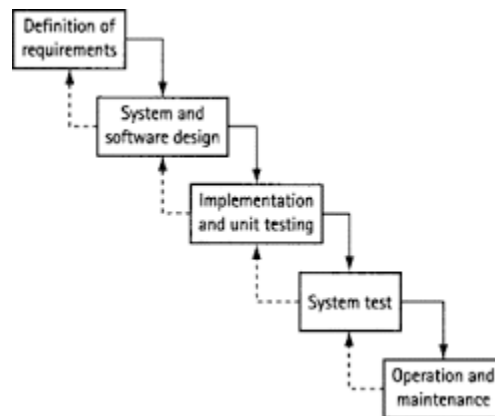 Definition of
requirements
System and
software design
Implementation
and unit testing
System test
Operation and
maintenance